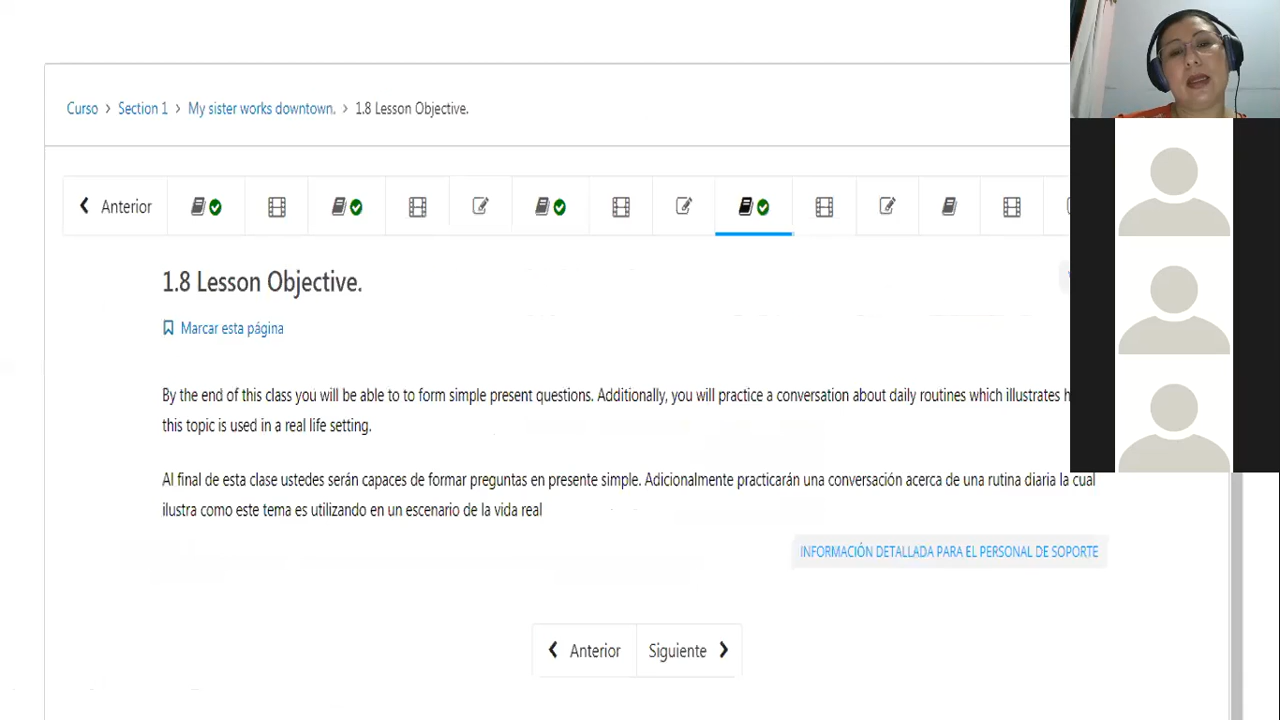 Curso > Section 1 > My sister works downtown. > 1.8 Lesson Objective.
Anterior
1.8 Lesson Objective.
Marcar esta página
By the end of this class you will be able to to form simple present questions. Additionally, you will practice a conversation about daily routines which illustrates
this topic is used in a real life setting.
Al final de esta clase ustedes serán capaces de formar preguntas en presente simple. Adicionalmente practicarán una conversación acerca de una rutina diaria la cual
ilustra como este tema es utilizando en un escenario de la vida real
INFORMACIÓN DETALLADA PARA EL PERSONAL DE SOPORTE
Anterior Siguiente